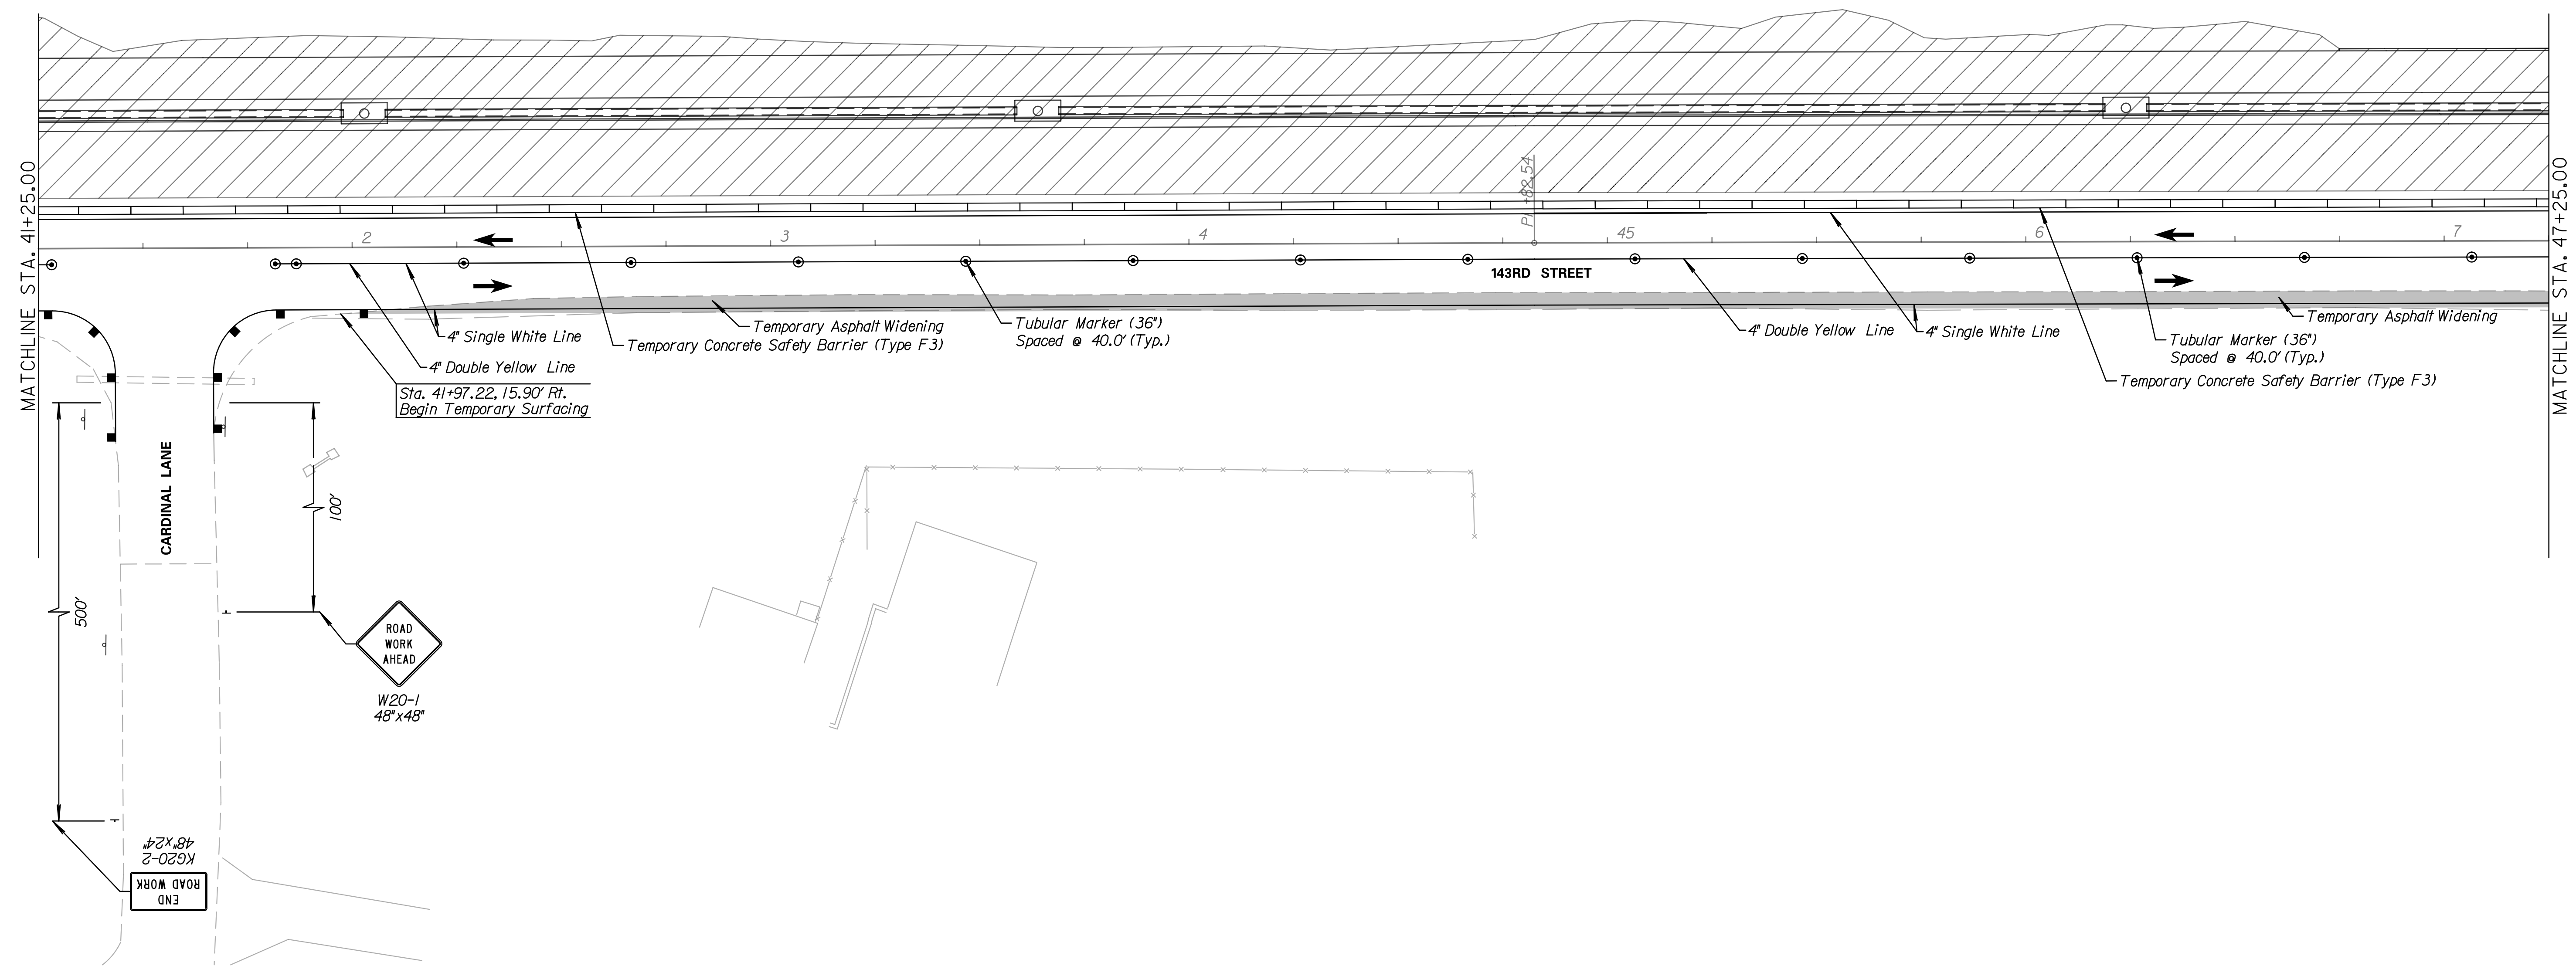 MATCHLINE STA. 41+25.00
MATCHLINE STA. 47+25.00
PI +82.54
2
3
4
45
6
7
143RD STREET
4" Single White Line
4" Double Yellow Line
Sta. 41+97.22, 15.90' Rt.
Begin Temporary Surfacing
Temporary Asphalt Widening
Temporary Concrete Safety Barrier (Type F3)
Tubular Marker (36")
Spaced @ 40.0' (Typ.)
4" Double Yellow Line
4" Single White Line
Temporary Asphalt Widening
Tubular Marker (36")
Spaced @ 40.0' (Typ.)
Temporary Concrete Safety Barrier (Type F3)
CARDINAL LANE
100'
500'
ROAD
WORK
AHEAD
W20-1
48"x48"
KG20-2
48"x24"
END
ROAD WORK